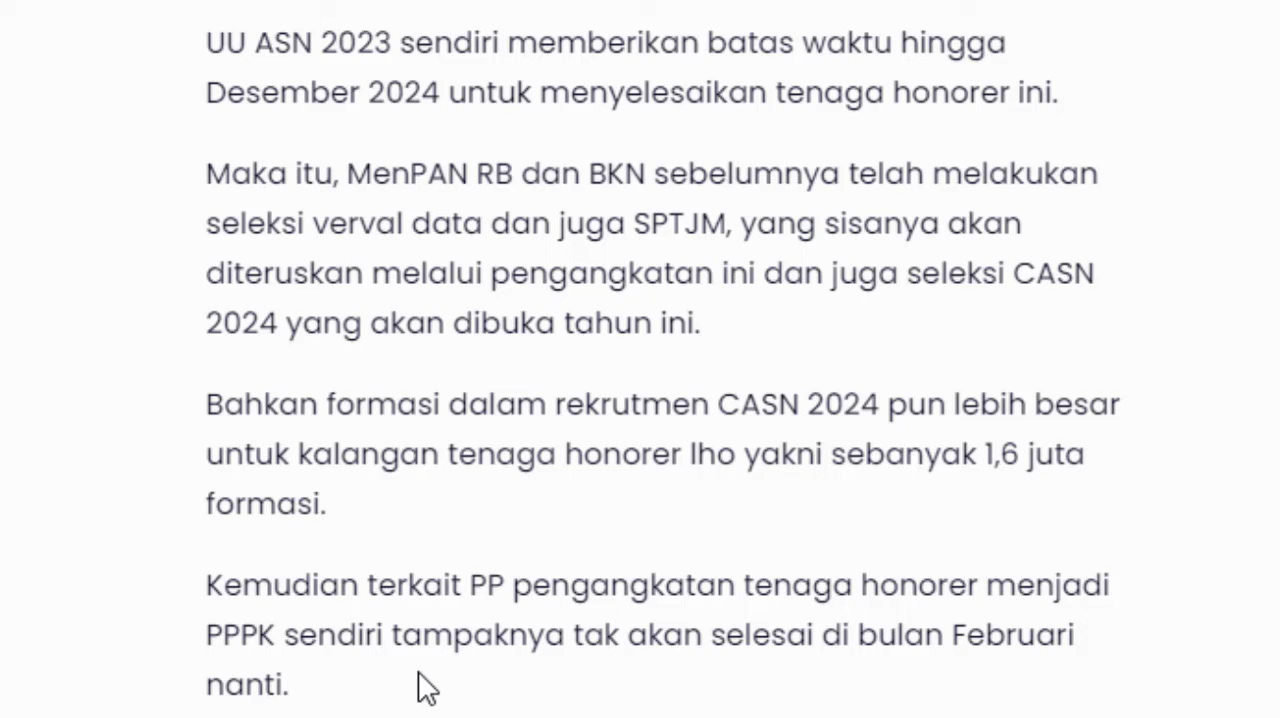 UU ASN 2023 sendiri memberikan batas waktu hingga
Desember 2024 untuk menyelesaikan tenaga honorer ini.
Maka itu, MenPAN RB dan BKN sebelumnya telah melakukan
seleksi verval data dan juga SPTJM, yang sisanya akan
diteruskan melalui pengangkatan ini dan juga seleksi CASN
2024 yang akan dibuka tahun ini.
Bahkan formasi dalam rekrutmen CASN 2024 pun lebih besar
untuk kalangan tenaga honorer lho yakni sebanyak 1,6 juta
formasi.
Kemudian terkait PP pengangkatan tenaga honorer menjadi
PPPK sendiri tampaknya tak akan selesai di bulan Februari
nanti.